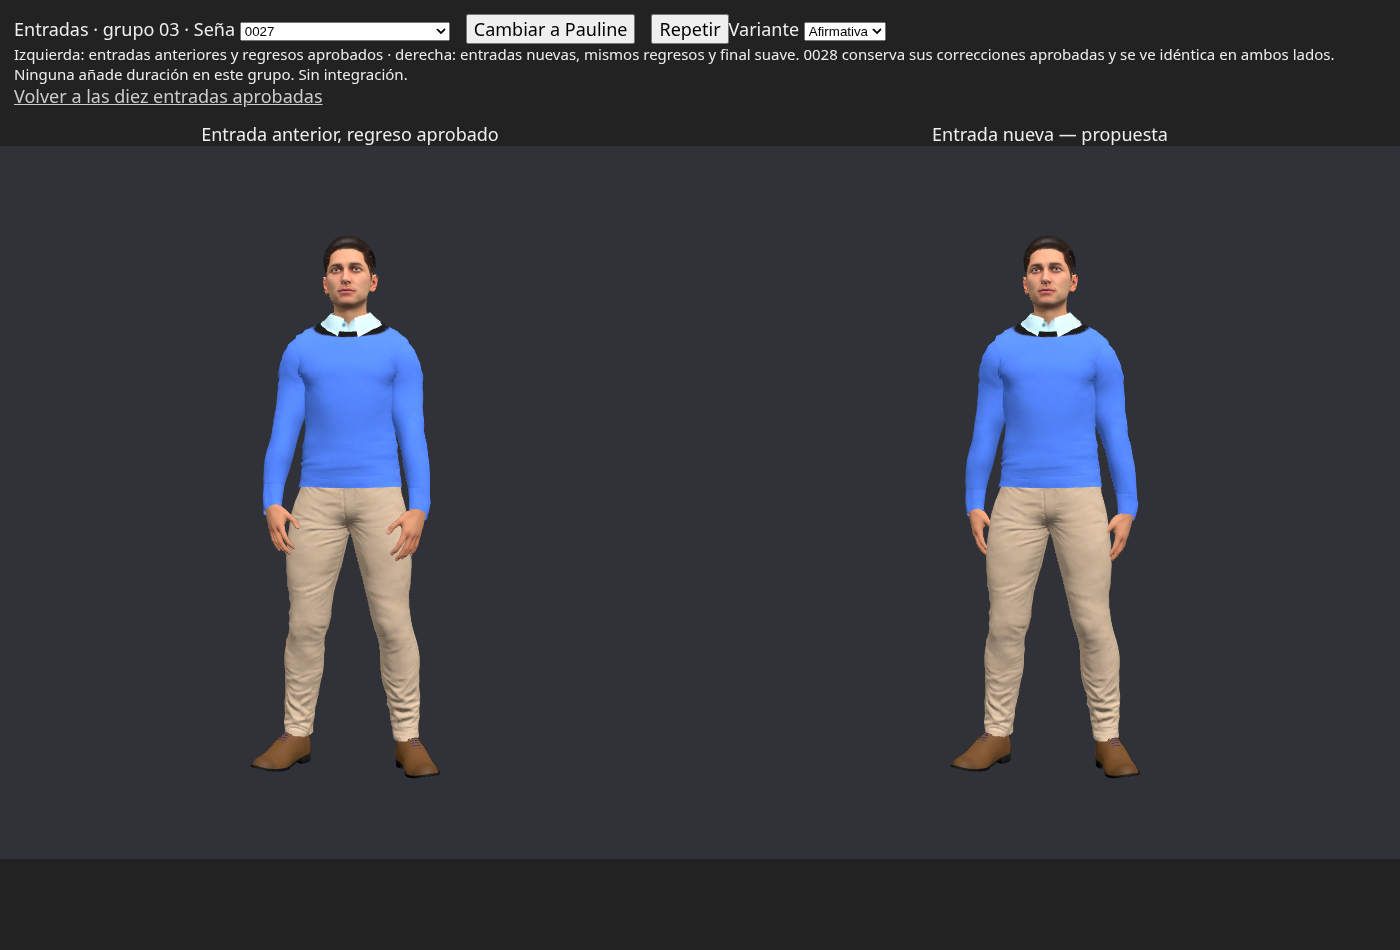 Entradas · grupo 03 · Seña 0027 Cambiar a Pauline Repetir Variante Afirmativa
Izquierda: entradas anteriores y regresos aprobados · derecha: entradas nuevas, mismos regresos y final suave. 0028 conserva sus correcciones aprobadas y se ve idéntica en ambos lados.
Ninguna añade duración en este grupo. Sin integración.
Volver a las diez entradas aprobadas
Entrada anterior, regreso aprobado
Entrada nueva — propuesta